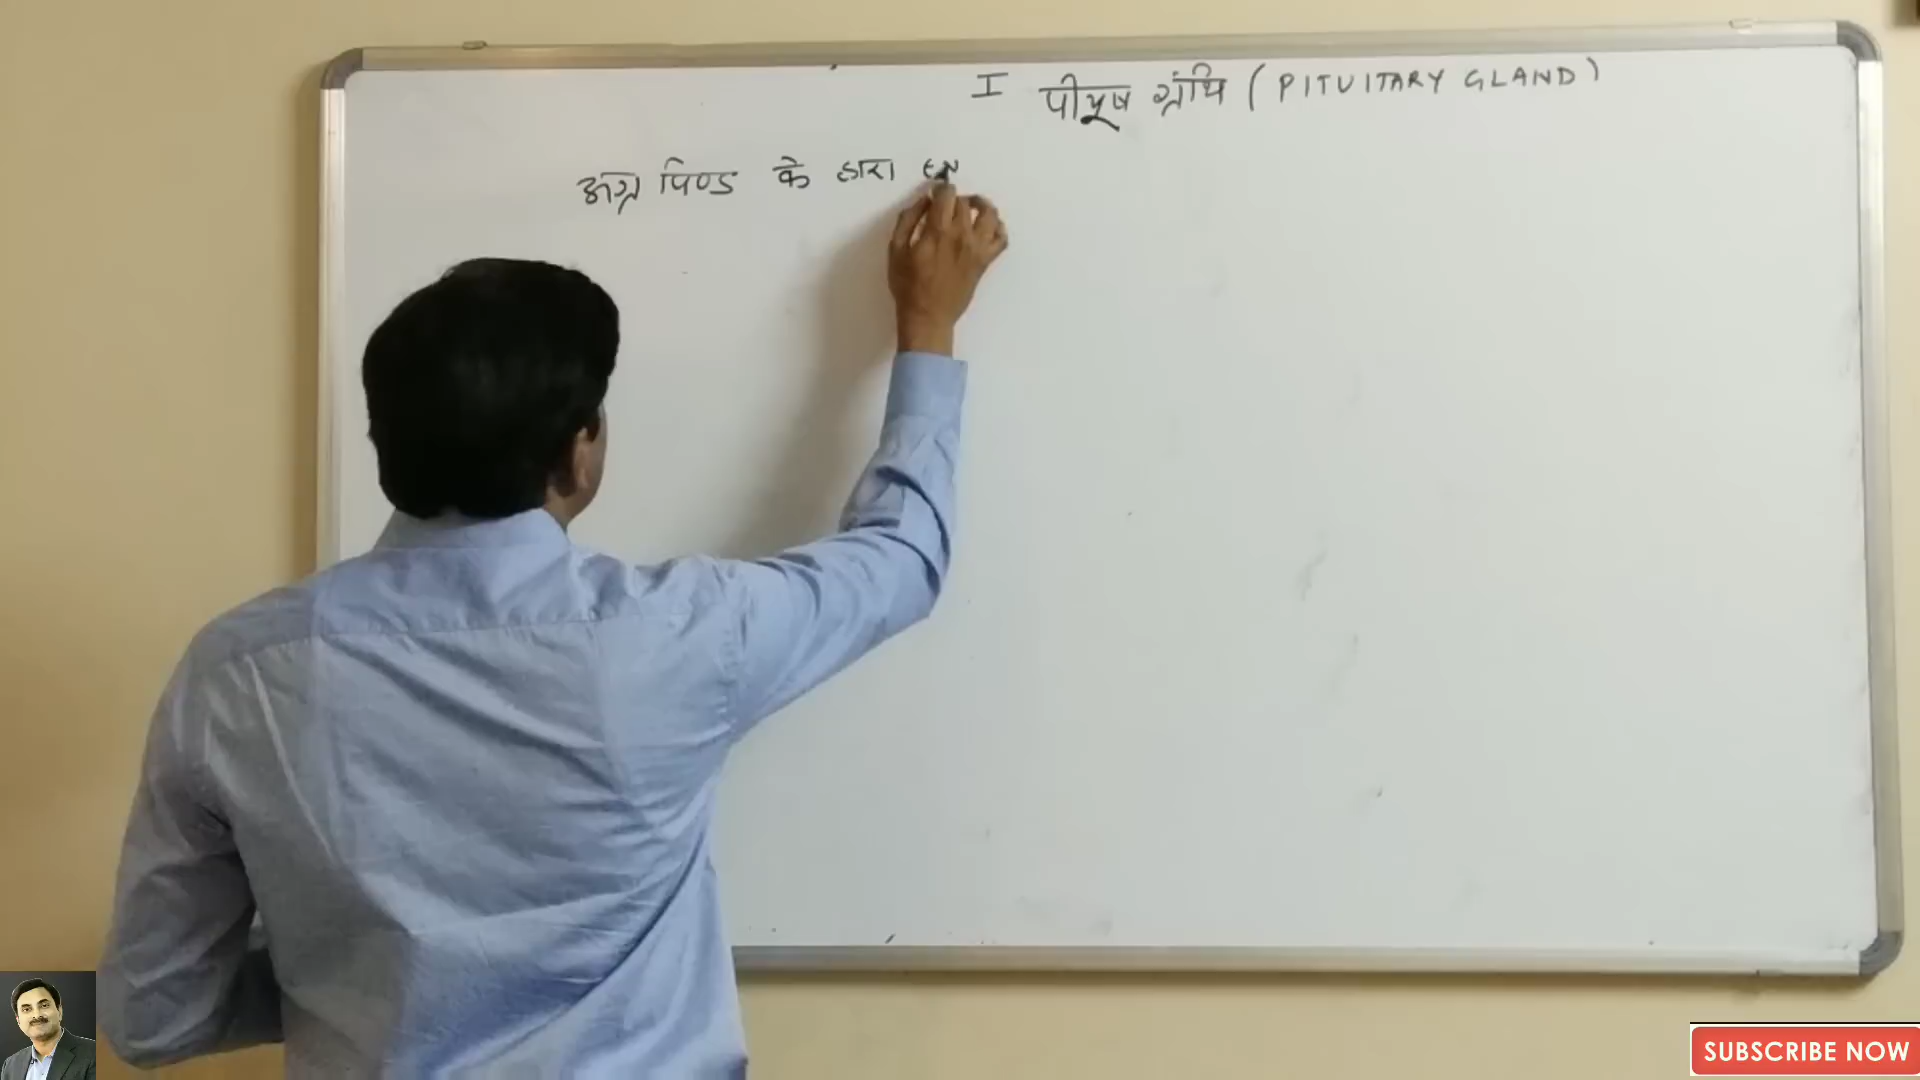 I पीयूष ग्रंथि (PITUITARY GLAND)
अग्र पिण्ड के द्वारा
SUBSCRIBE NOW